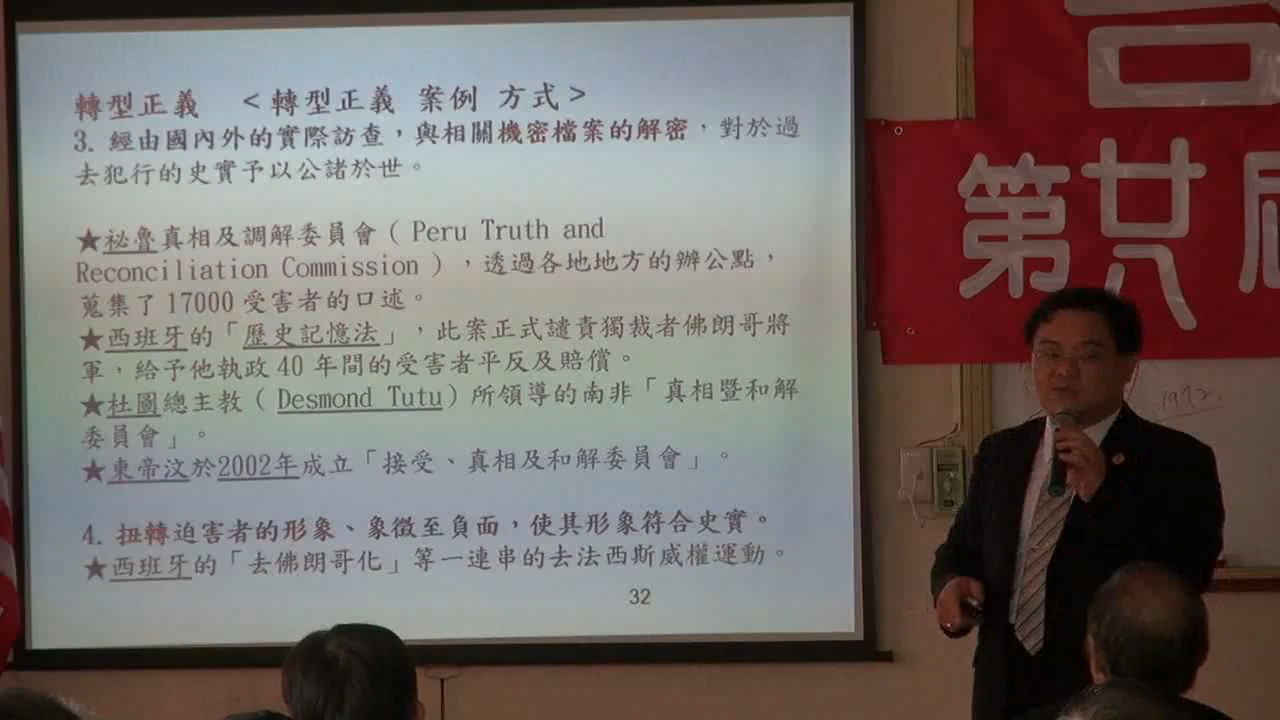 轉型正義 <轉型正義 案例 方式>
3. 經由國內外的實際訪查，與相關機密檔案的解密，對於過
去犯行的史實予以公諸於世。
★祕魯真相及調解委員會( Peru Truth and
Reconciliation Commission )，透過各地地方的辦公點，
蒐集了17000受害者的口述。
★西班牙的「歷史記憶法」，此案正式譴責獨裁者佛朗哥將
軍，給予他執政40年間的受害者平反及賠償。
★杜圖總主教( Desmond Tutu)所領導的南非「真相暨和解
委員會」。
★東帝汶於2002年成立「接受、真相及和解委員會」。
4. 扭轉迫害者的形象、象徵至負面，使其形象符合史實。
★西班牙的「去佛朗哥化」等一連串的去法西斯威權運動。
32
第廿八屆
1972.